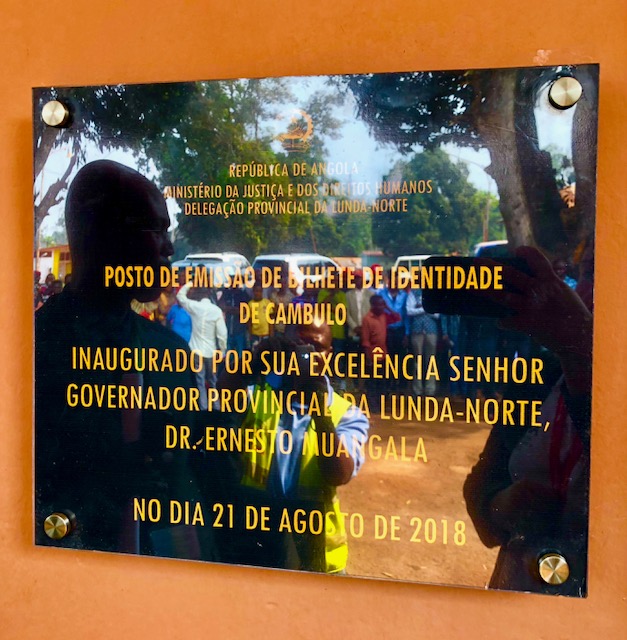 REPÚBLICA DE ANGOLA
MINISTÉRIO DA JUSTIÇA E DOS DIREITOS HUMANOS
DELEGAÇÃO PROVINCIAL DA LUNDA-NORTE
POSTO DE EMISSÃO DE BILHETE DE IDENTIDADE
DE CAMBULO
INAUGURADO POR SUA EXCELÊNCIA SENHOR
GOVERNADOR PROVINCIAL DA LUNDA-NORTE,
DR. ERNESTO MUANGALA
NO DIA 21 DE AGOSTO DE 2018